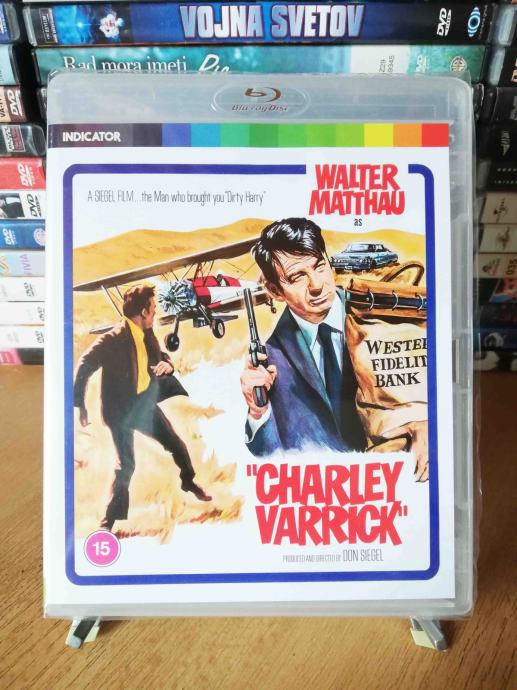 VOJNA SVETOV
DVD
Rad mora imeti
Blu-ray Disc
INDICATOR
A SIEGEL FILM...the Man who brought you "Dirty Harry"
WALTER
MATTHAU
as
WESTE
FIDELIT
BANK
"CHARLEY
VARRICK"
15
PRODUCED AND DIRECTED BY DON SIEGEL